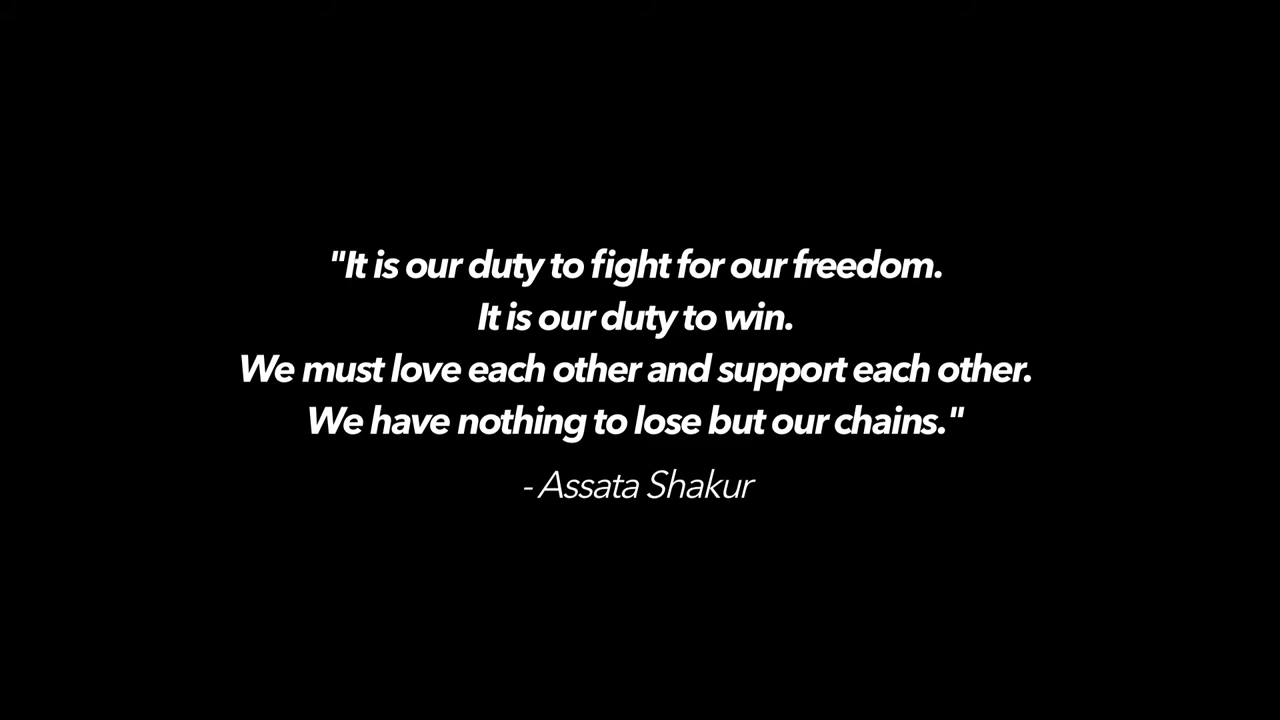 "It is our duty to fight for our freedom.
It is our duty to win.
We must love each other and support each other.
We have nothing to lose but our chains."
- Assata Shakur